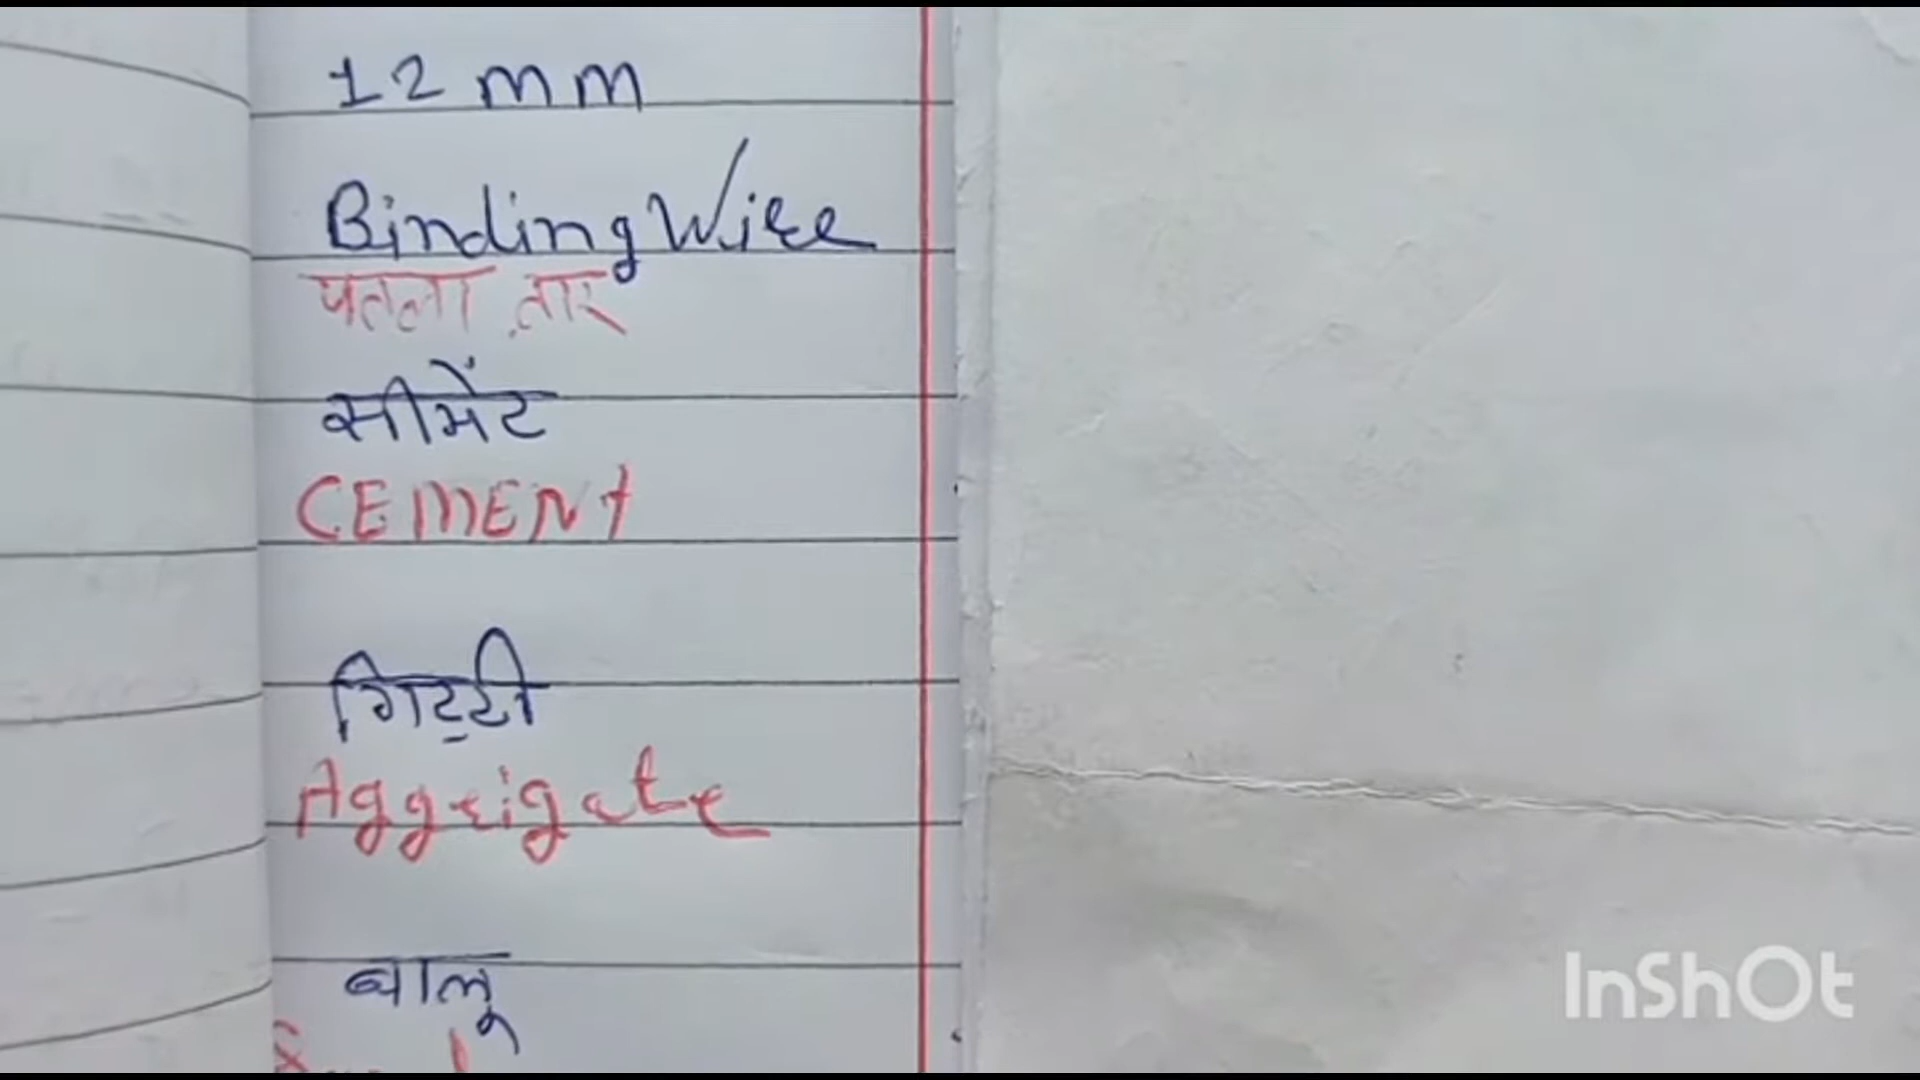 12 mm
Binding Wire
पतला तार
सीमेंट
CEMENt
गिट्टी
Aggrigate
बालू
InShOt